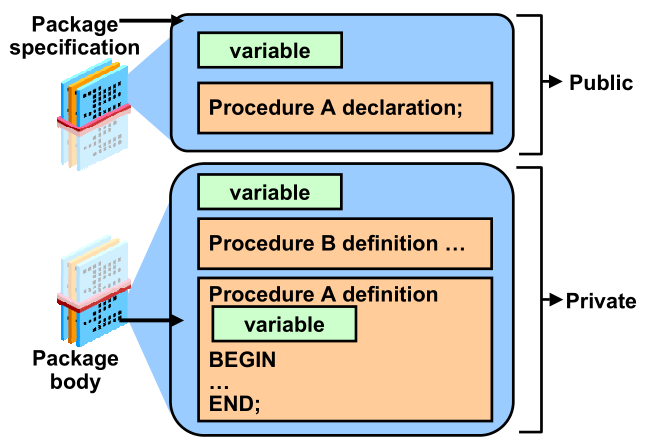 Package
specification
variable
Procedure A declaration;
Public
variable
Procedure B definition …
Procedure A definition
variable
BEGIN
…
END;
Private
Package
body